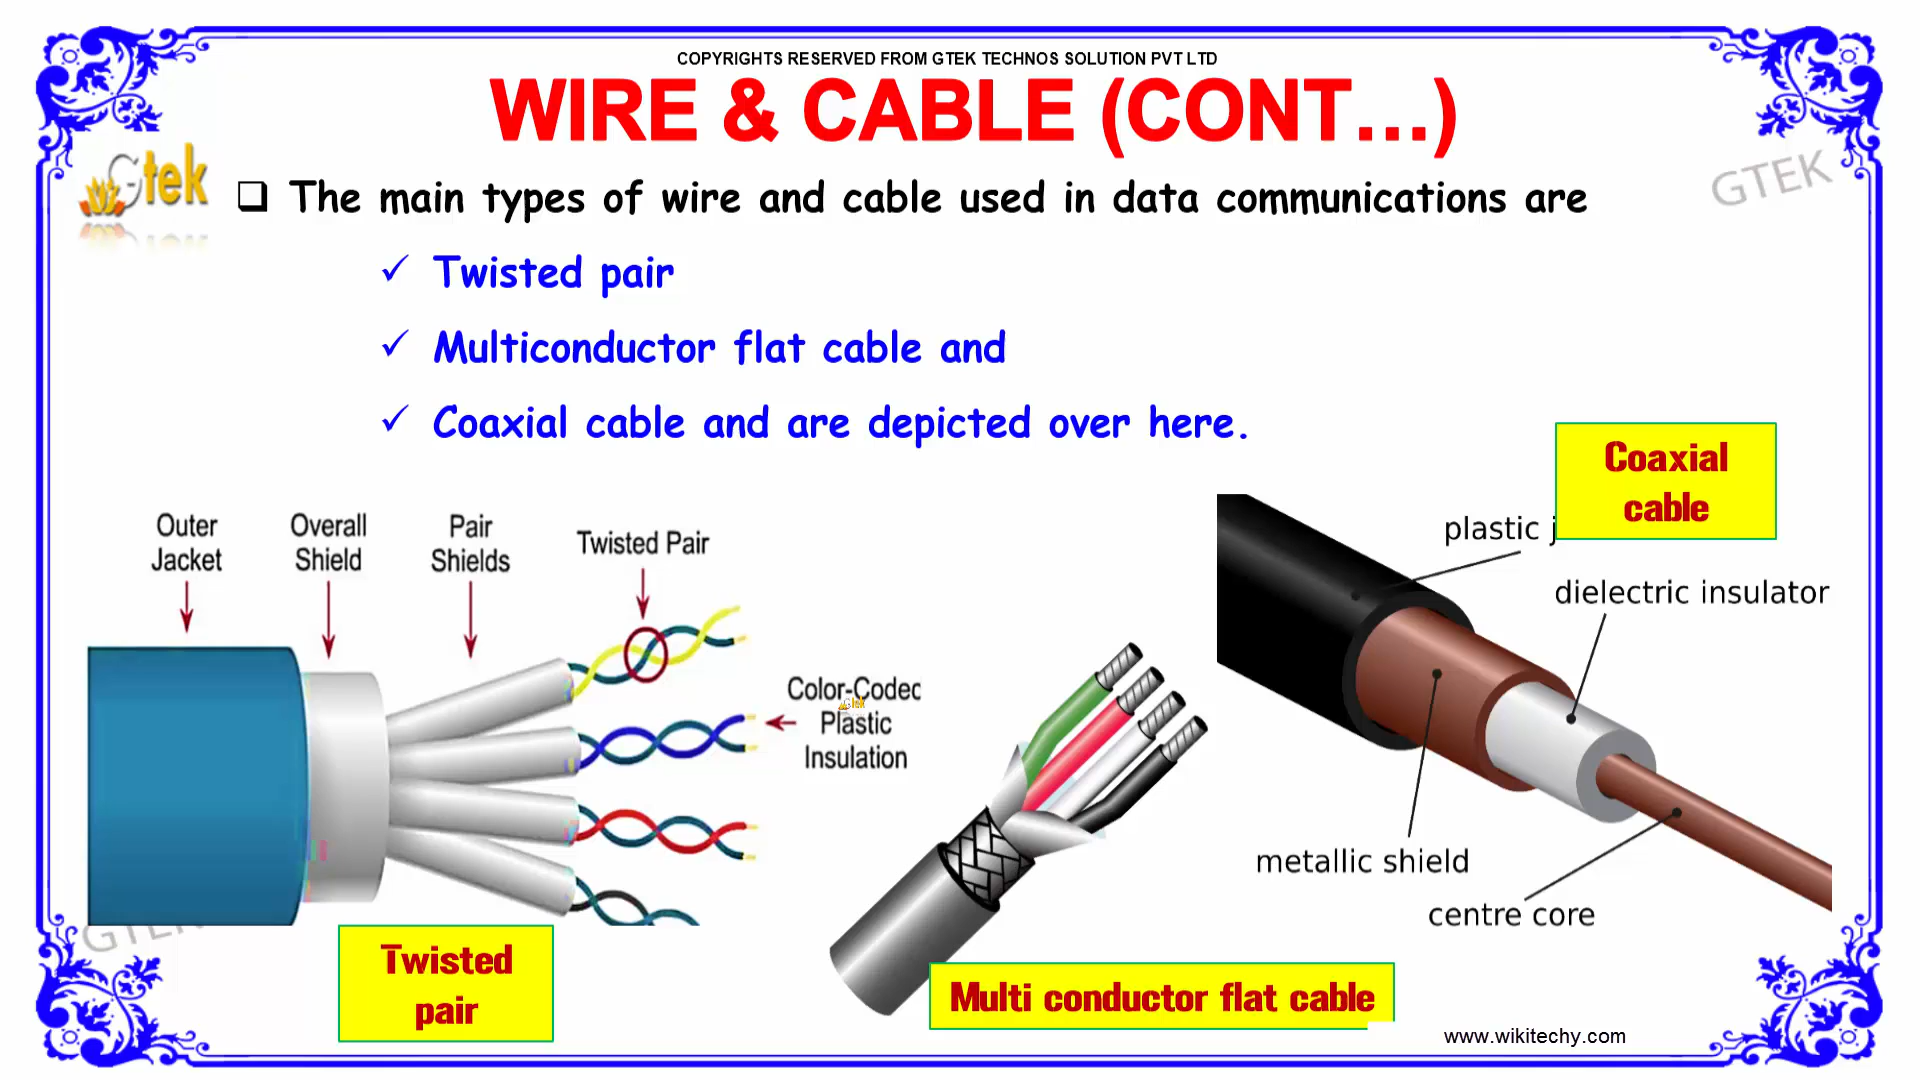 COPYRIGHTS RESERVED FROM GTEK TECHNOS SOLUTION PVT LTD
WIRE & CABLE (CONT...)
Gtek
GTEK
❑ The main types of wire and cable used in data communications are
✓ Twisted pair
✓ Multiconductor flat cable and
✓ Coaxial cable and are depicted over here.
Outer
Jacket
Overall
Shield
Pair
Shields
Twisted Pair
Color-Codec
Plastic
Insulation
Gtek
Twisted
pair
Multi conductor flat cable
Coaxial
cable
plastic j
dielectric insulator
metallic shield
centre core
GTEK
www.wikitechy.com